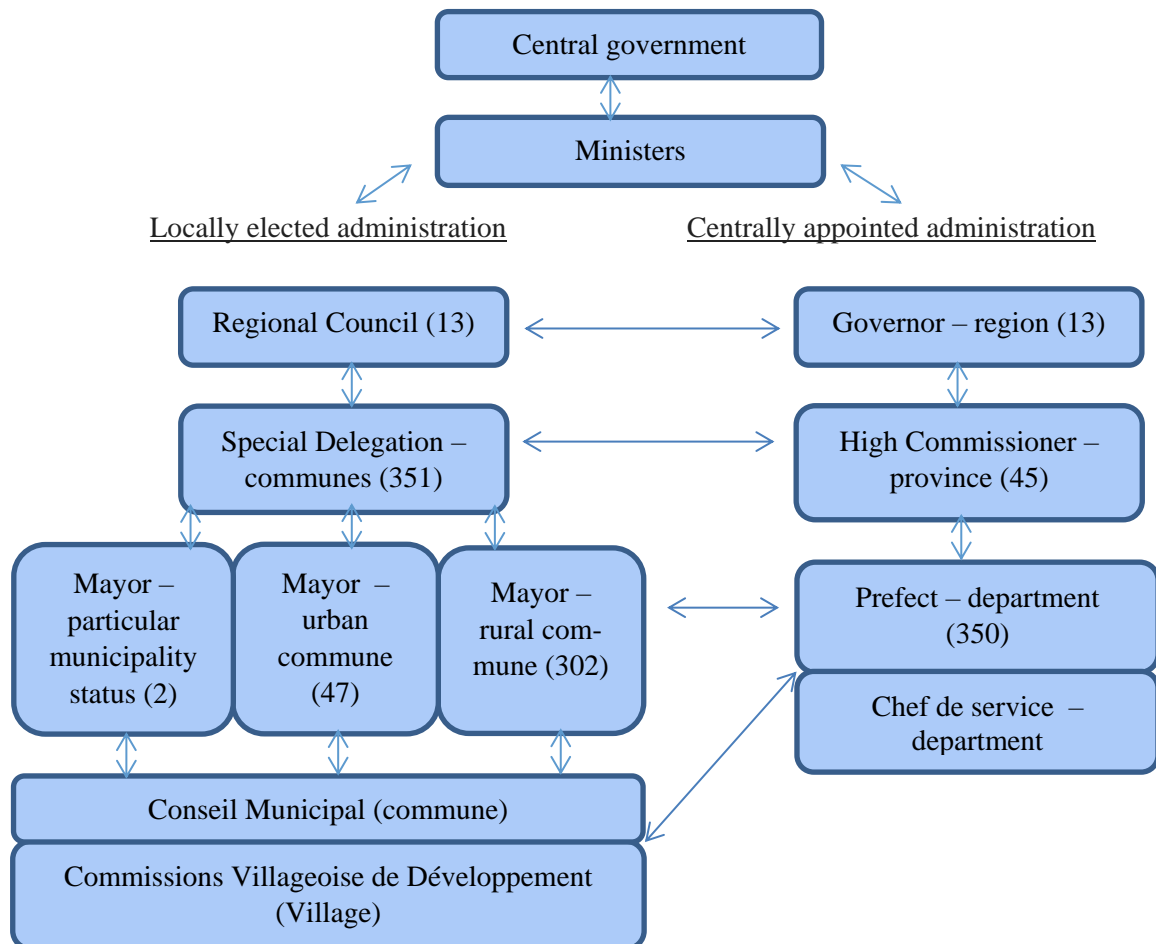 Central government
Ministers
Locally elected administration
Centrally appointed administration
Regional Council (13)
Governor – region (13)
Special Delegation –
communes (351)
High Commissioner –
province (45)
Mayor –
particular
municipality
status (2)
Mayor –
urban
commune
(47)
Mayor –
rural com-
mune (302)
Prefect – department
(350)
Chef de service –
department
Conseil Municipal (commune)
Commissions Villageoise de Développement
(Village)